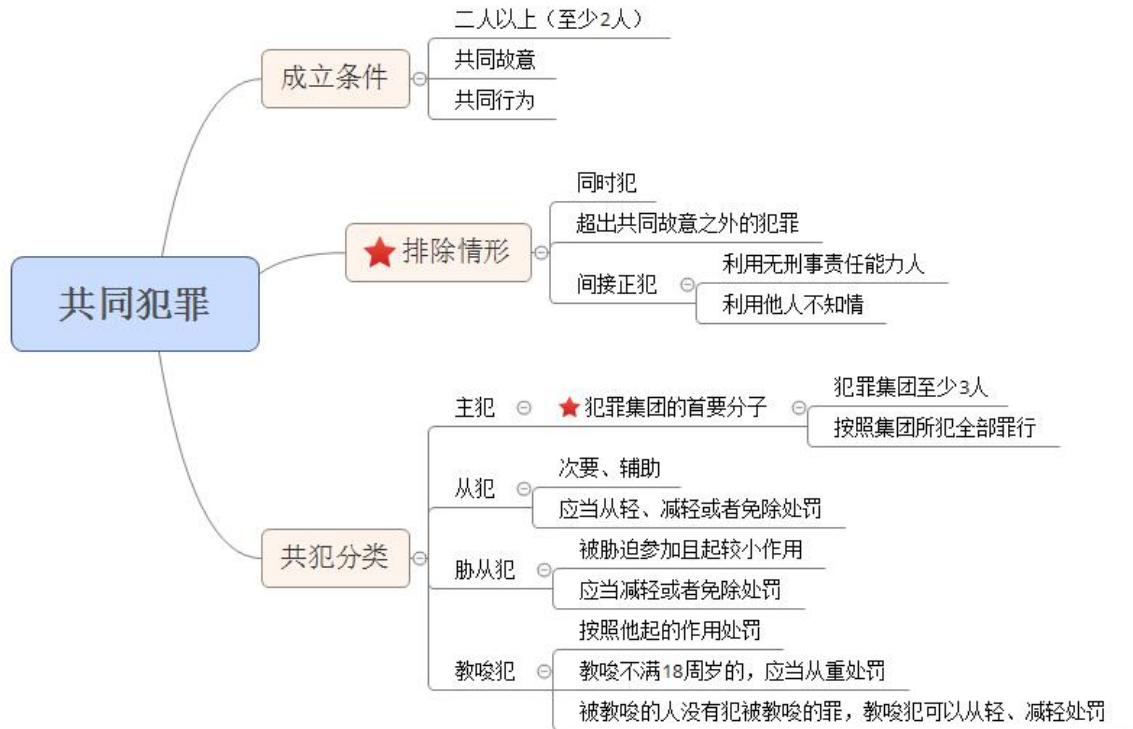 共同犯罪
成立条件
二人以上（至少2人）
共同故意
共同行为
排除情形
同时犯
超出共同故意之外的犯罪
间接正犯
利用无刑事责任能力人
利用他人不知情
共犯分类
主犯
犯罪集团的首要分子
犯罪集团至少3人
按照集团所犯全部罪行
从犯
次要、辅助
应当从轻、减轻或者免除处罚
胁从犯
被胁迫参加且起较小作用
应当减轻或者免除处罚
教唆犯
按照他起的作用处罚
教唆不满18周岁的，应当从重处罚
被教唆的人没有犯被教唆的罪，教唆犯可以从轻、减轻处罚